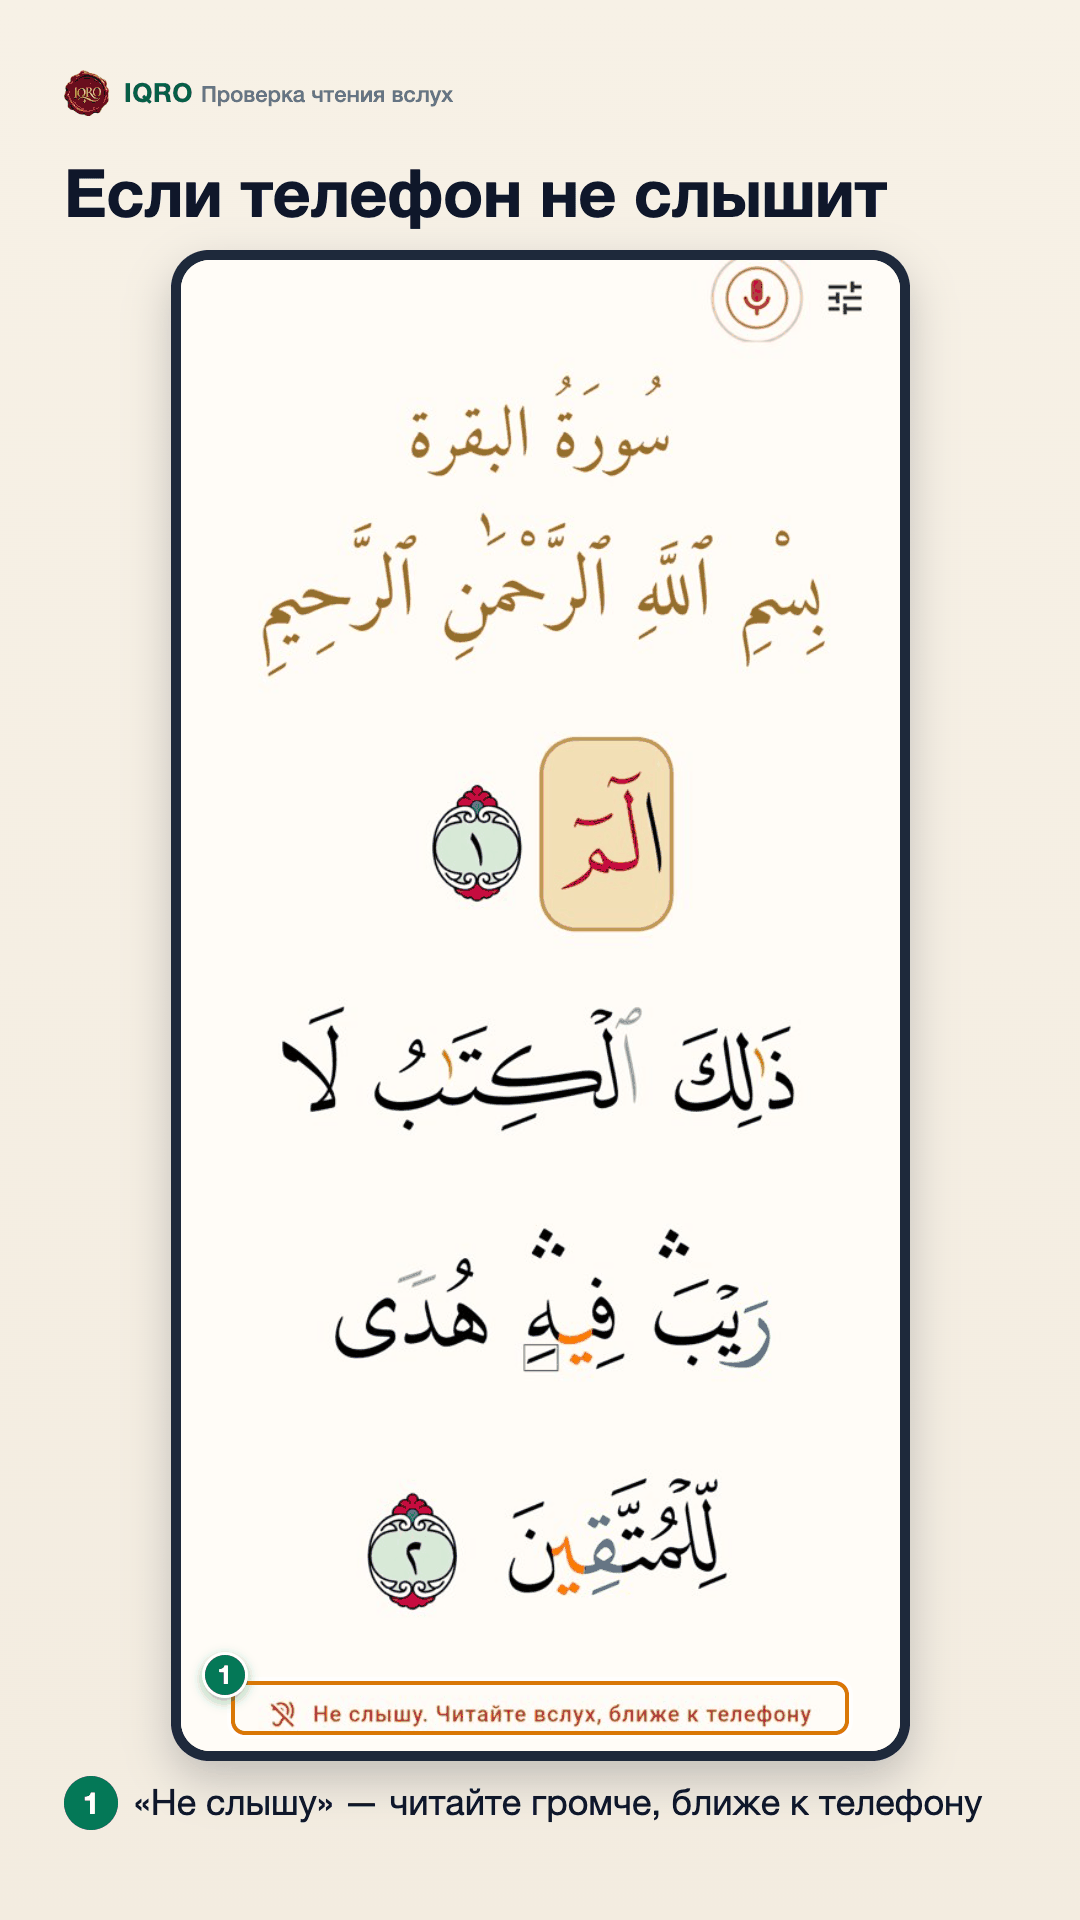 IQRO Проверка чтения вслух
Если телефон не слышит
سُورَةُ البقرة
بِسْمِ ٱللَّهِ ٱلرَّحْمَٰنِ ٱلرَّحِيمِ
الٓمٓ ١
ذَٰلِكَ ٱلْكِتَٰبُ لَا
رَيْبَۛ فِيهِۛ هُدًى
لِّلْمُتَّقِينَ ٢
1
Не слышу. Читайте вслух, ближе к телефону
1 «Не слышу» — читайте громче, ближе к телефону